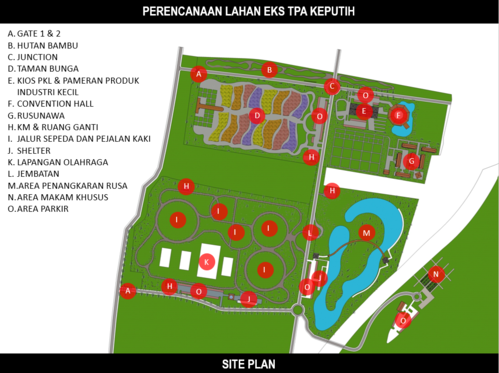 PERENCANAAN LAHAN EKS TPA KEPUTIH
A. GATE 1 & 2
B. HUTAN BAMBU
C. JUNCTION
D. TAMAN BUNGA
E. KIOS PKL & PAMERAN PRODUK
INDUSTRI KECIL
F. CONVENTION HALL
G. RUSUNAWA
H. KM & RUANG GANTI
I. JALUR SEPEDA DAN PEJALAN KAKI
J. SHELTER
K. LAPANGAN OLAHRAGA
L. JEMBATAN
M.AREA PENANGKARAN RUSA
N. AREA MAKAM KHUSUS
O. AREA PARKIR
B
A
C
O
D
O
E
F
H
G
H
H
I
I
I
L
M
K
I
N
J
H
O
A
J
O
O
SITE PLAN